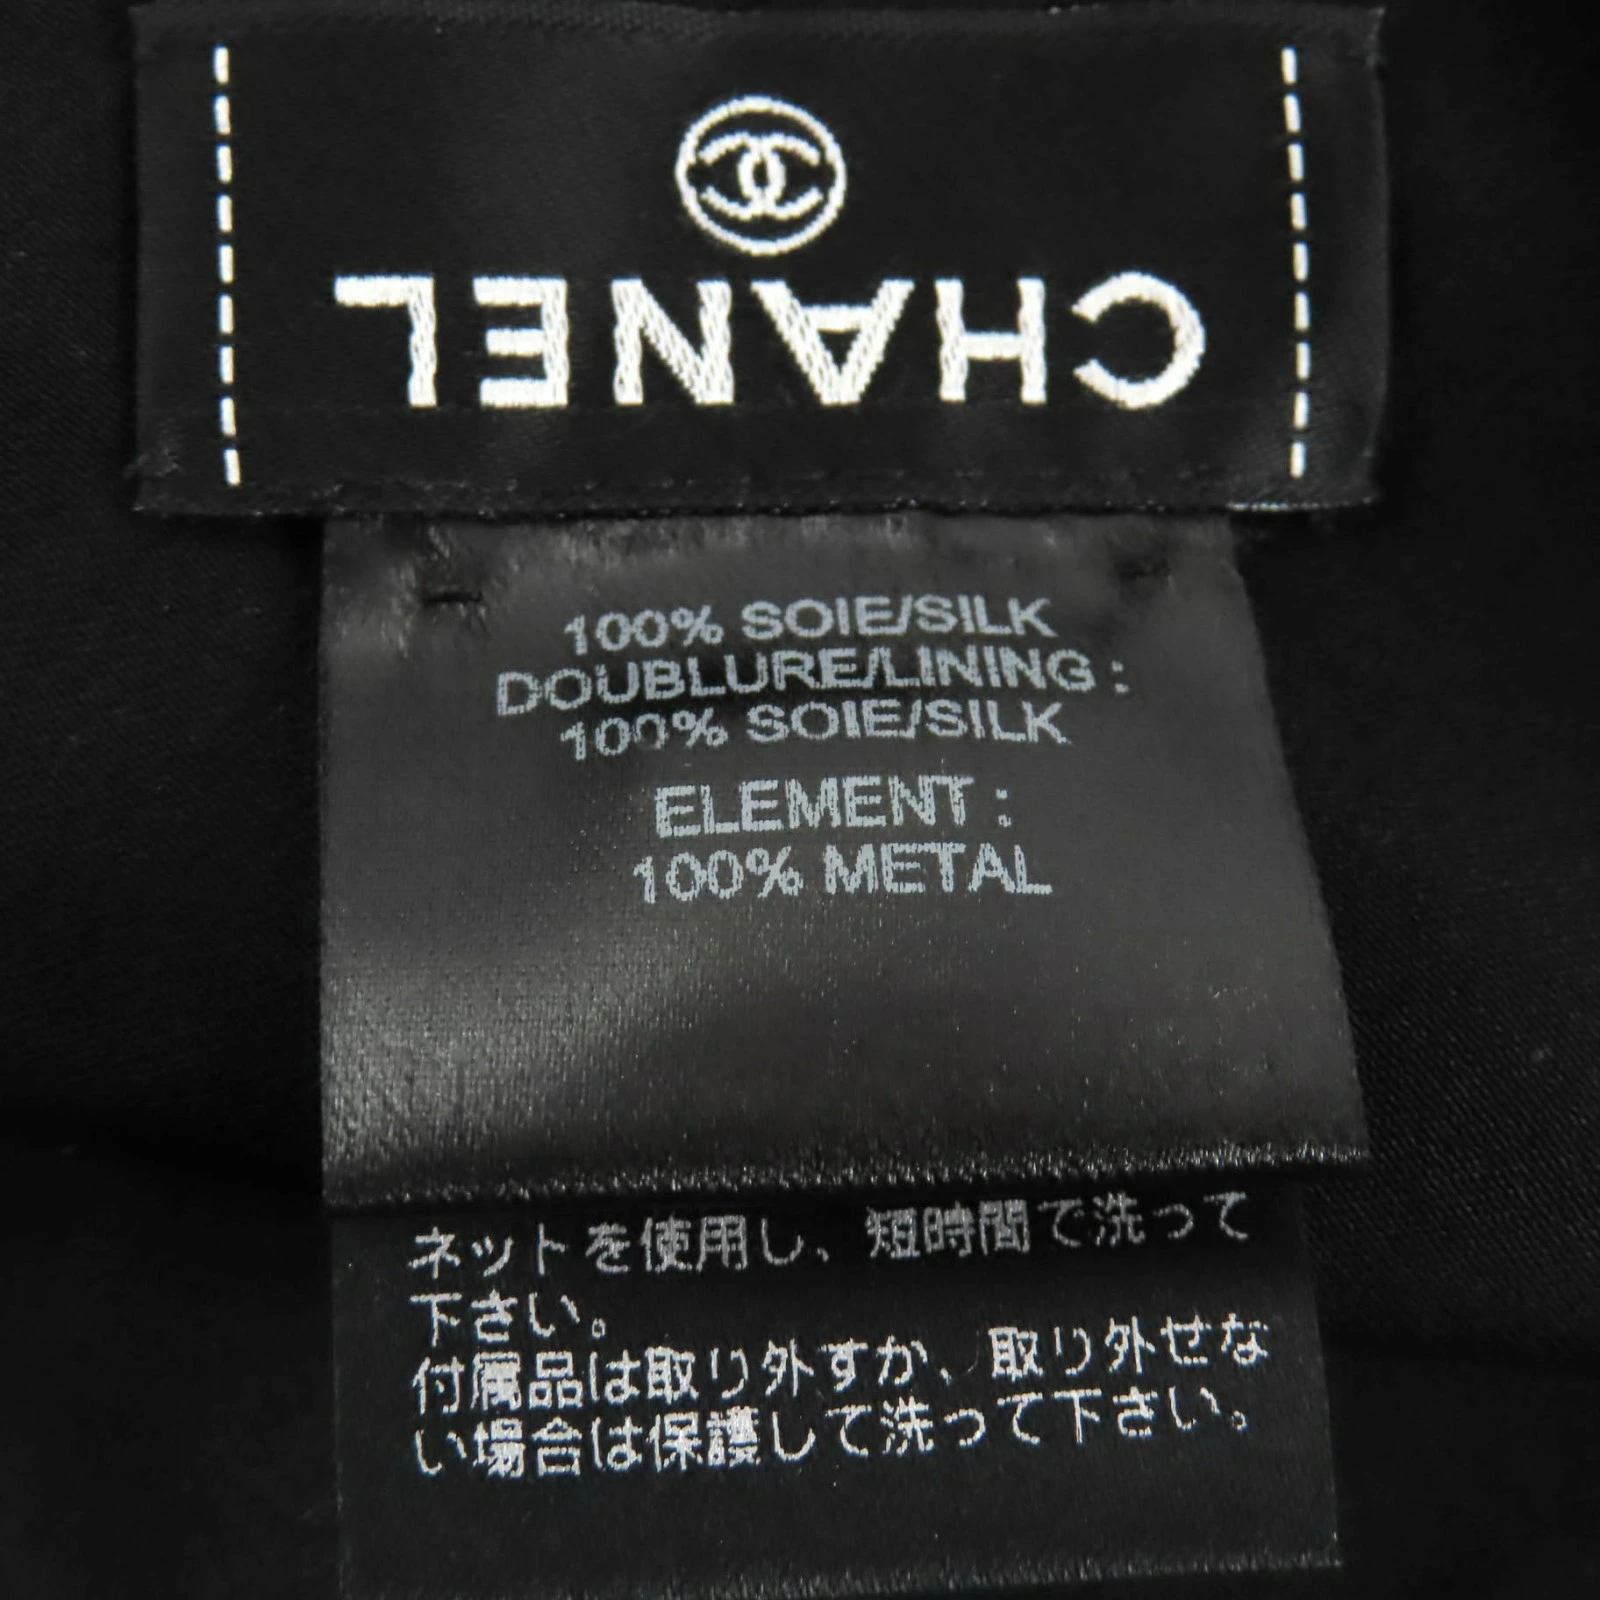 CHANEL
100% SOIE/SILK
DOUBLURE/LINING :
100% SOIE/SILK
ELEMENT :
100% METAL
ネットを使用し、短時間で洗って
下さい。
付属品は取り外すか、取り外せな
い場合は保護して洗って下さい。